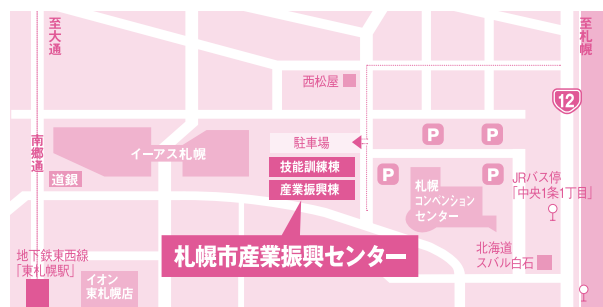 至大通
至札幌
西松屋
12
P
P
南郷通
駐車場
イーアス札幌
技能訓練棟
P
P
道銀
産業振興棟
札幌
コンベンション
センター
JRバス停
「中央1条1丁目」
札幌市産業振興センター
地下鉄東西線
「東札幌駅」
北海道
スバル白石
イオン
東札幌店